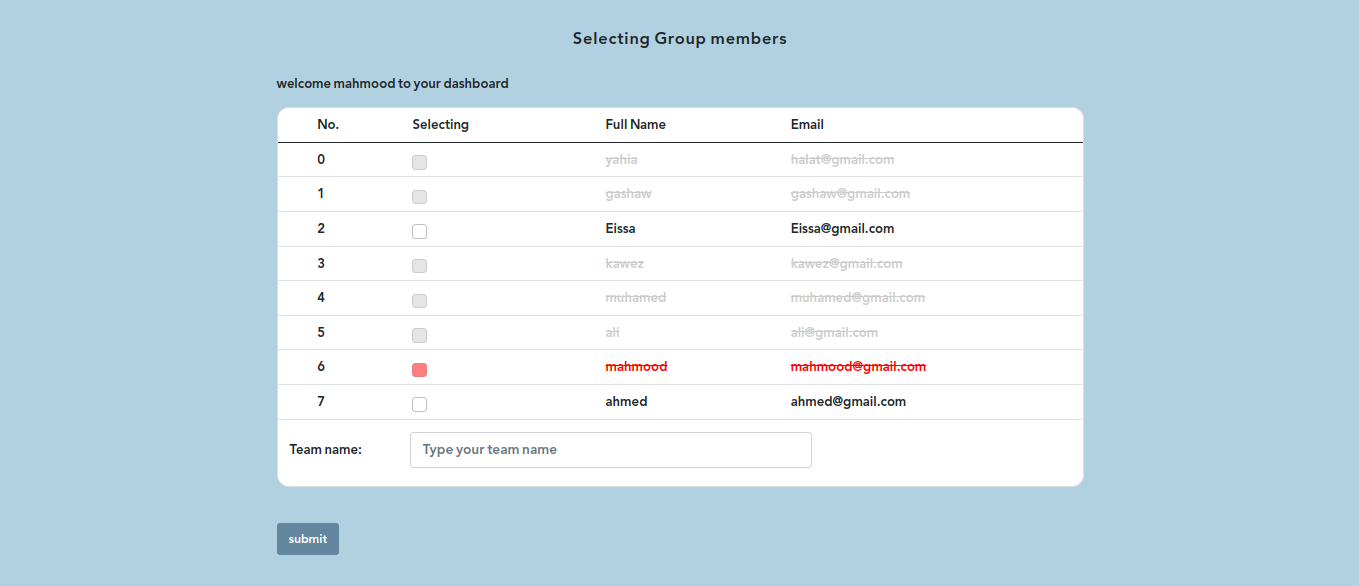 Selecting Group members
welcome mahmood to your dashboard
No. Selecting Full Name Email
0 yahia halat@gmail.com
1 gashaw gashaw@gmail.com
2 Eissa Eissa@gmail.com
3 kawez kawez@gmail.com
4 muhamed muhamed@gmail.com
5 ali ali@gmail.com
6 mahmood mahmood@gmail.com
7 ahmed ahmed@gmail.com
Team name: Type your team name
submit